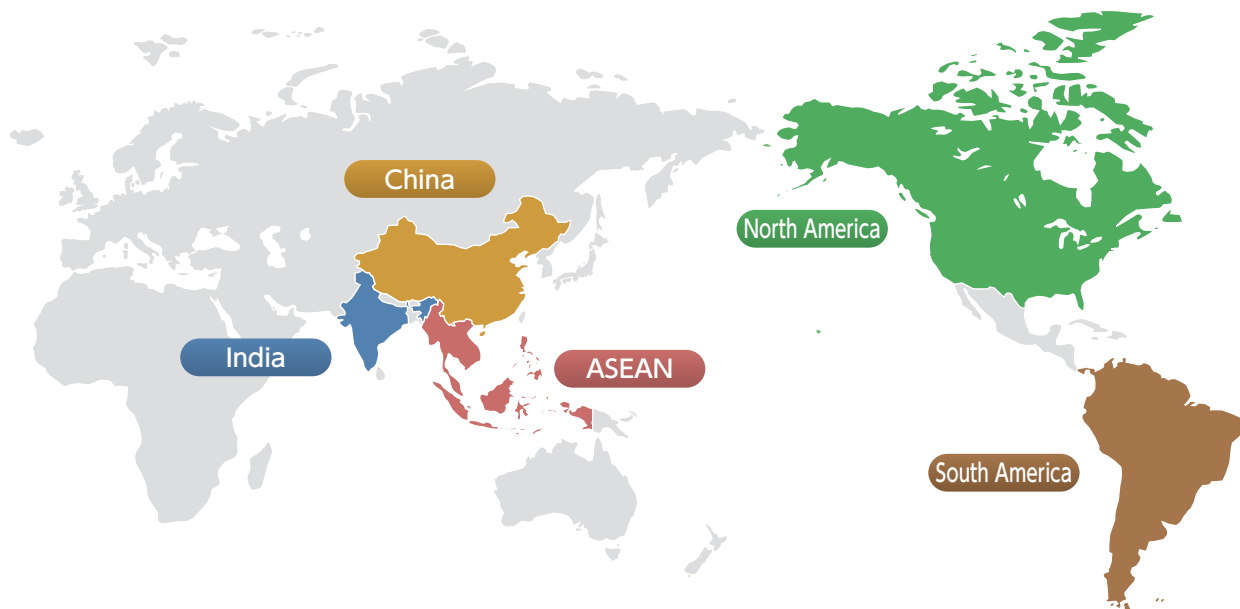 China
North America
India
ASEAN
South America